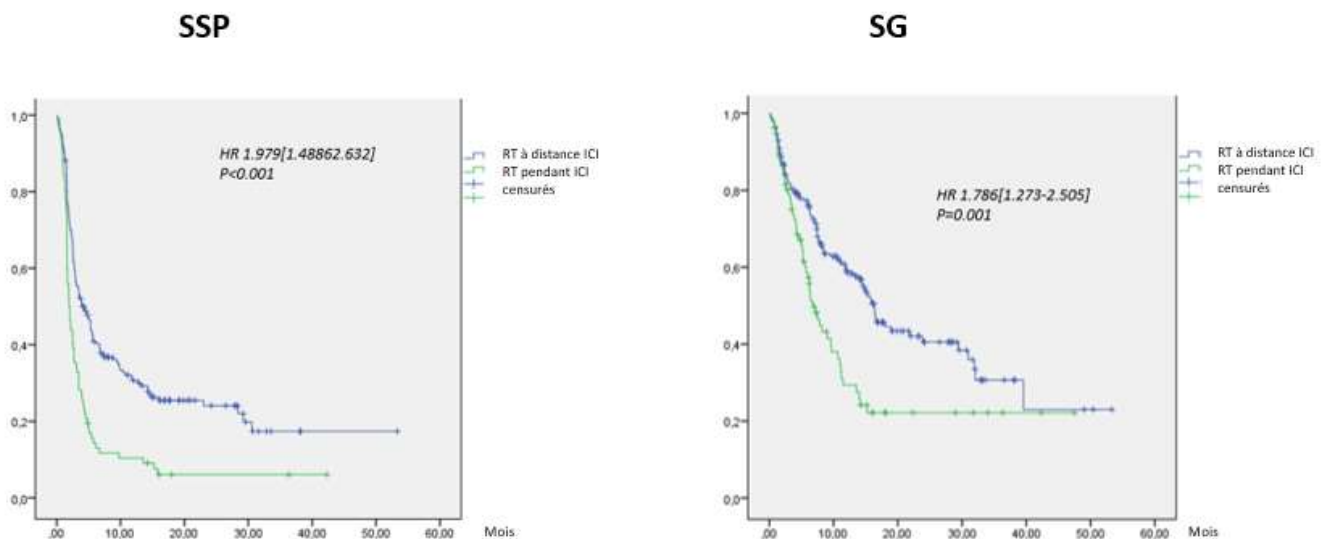 SSP
SG
1,0
0,8
0,6
0,4
0,2
0,0
,00
10,00
20,00
30,00
40,00
50,00
60,00
Mois
HR 1.979[1.48862.632]
P<0.001
RT à distance ICI
RT pendant ICI
censurés
1,0
0,8
0,6
0,4
0,2
0,0
,00
10,00
20,00
30,00
40,00
50,00
60,00
Mois
HR 1.786[1.273-2.505]
P=0.001
RT à distance ICI
RT pendant ICI
censurés